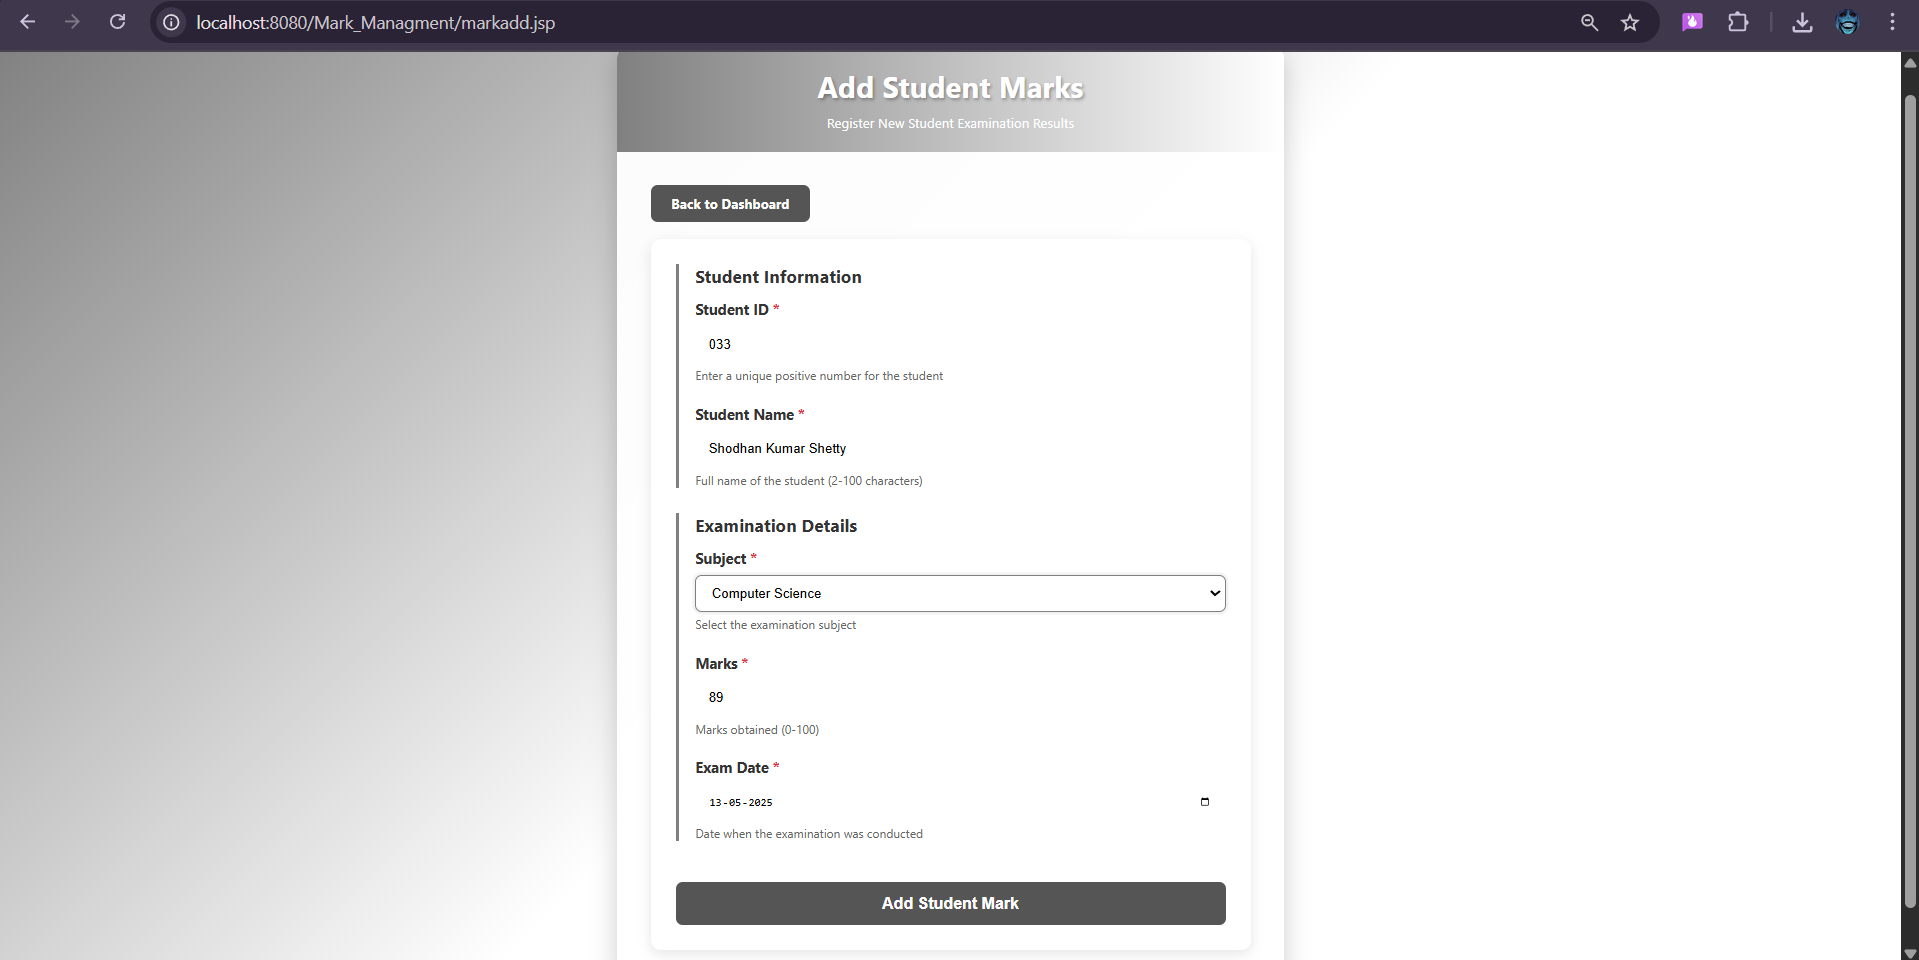 localhost:8080/Mark_Managment/markadd.jsp
Add Student Marks
Register New Student Examination Results
Back to Dashboard
Student Information
Student ID *
033
Enter a unique positive number for the student
Student Name *
Shodhan Kumar Shetty
Full name of the student (2-100 characters)
Examination Details
Subject *
Computer Science
Select the examination subject
Marks *
89
Marks obtained (0-100)
Exam Date *
13-05-2025
Date when the examination was conducted
Add Student Mark